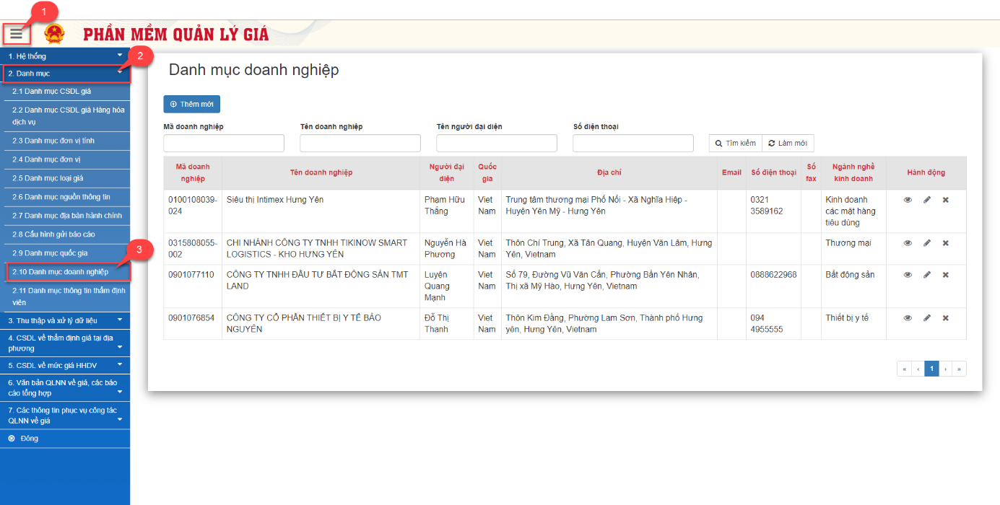 1
PHẦN MỀM QUẢN LÝ GIÁ
1. Hệ thống
2
2. Danh mục
2.1 Danh mục CSDL giá
2.2 Danh mục CSDL giá Hàng hóa
dịch vụ
2.3 Danh mục đơn vị tính
2.4 Danh mục đơn vị
2.5 Danh mục loại giá
2.6 Danh mục nguồn thông tin
2.7 Danh mục địa bàn hành chính
2.8 Cấu hình gửi báo cáo
2.9 Danh mục quốc gia
3
2.10 Danh mục doanh nghiệp
2.11 Danh mục thông tin thẩm định
viên
3. Thu thập và xử lý dữ liệu
4. CSDL về thẩm định giá tại địa
phương
5. CSDL về mức giá HHDV
6. Văn bản QLNN về giá, các báo
cáo tổng hợp
7. Các thông tin phục vụ công tác
QLNN về giá
Đóng
Danh mục doanh nghiệp
Thêm mới
Mã doanh nghiệp Tên doanh nghiệp Tên người đại diện Số điện thoại
Tìm kiếm Làm mới
Mã doanh nghiệp Tên doanh nghiệp Người đại diện Quốc gia Địa chỉ Email Số điện thoại Số fax Ngành nghề kinh doanh Hành động
0100108039-024 Siêu thị Intimex Hưng Yên Phạm Hữu Thắng Viet Nam Trung tâm thương mại Phố Nối - Xã Nghĩa Hiệp - Huyện Yên Mỹ - Hưng Yên 0321 3589162 Kinh doanh các mặt hàng tiêu dùng
0315808055-002 CHI NHÁNH CÔNG TY TNHH TIKINOW SMART LOGISTICS - KHO HƯNG YÊN Nguyễn Hà Phương Viet Nam Thôn Chí Trung, Xã Tân Quang, Huyện Văn Lâm, Hưng Yên, Vietnam Thương mại
0901077110 CÔNG TY TNHH ĐẦU TƯ BẤT ĐỘNG SẢN TMT LAND Luyện Quang Mạnh Viet Nam Số 79, Đường Vũ Văn Cẩn, Phường Bần Yên Nhân, Thị xã Mỹ Hào, Hưng Yên, Vietnam 0888622968 Bất động sản
0901076854 CÔNG TY CỔ PHẦN THIẾT BỊ Y TẾ BẢO NGUYÊN Đỗ Thị Thanh Viet Nam Thôn Kim Đằng, Phường Lam Sơn, Thành phố Hưng yên, Hưng Yên, Vietnam 094 4955555 Thiết bị y tế
« ‹ 1 › »